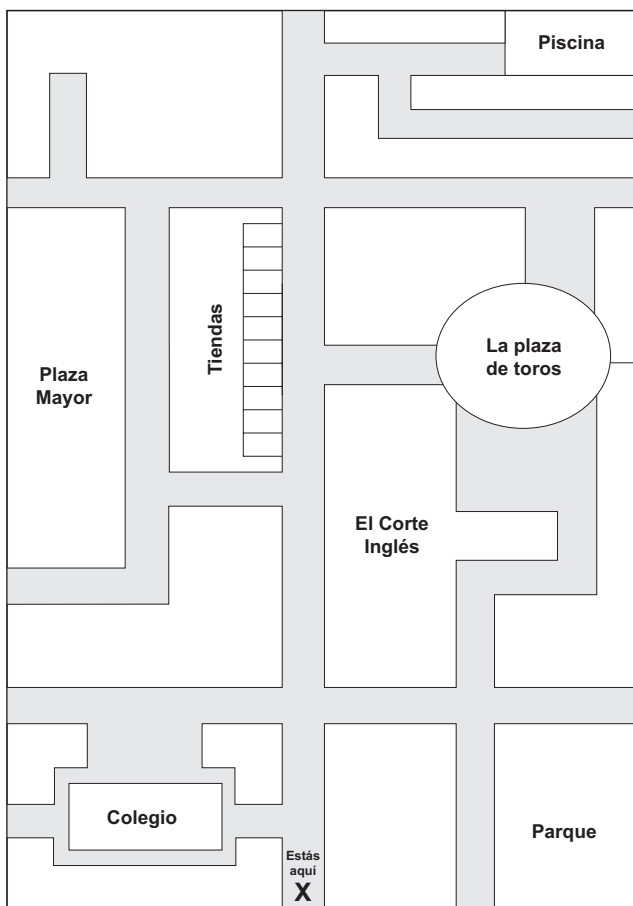 Piscina
Tiendas
La plaza
de toros
Plaza
Mayor
El Corte
Inglés
Colegio
Parque
Estás
aquí
X